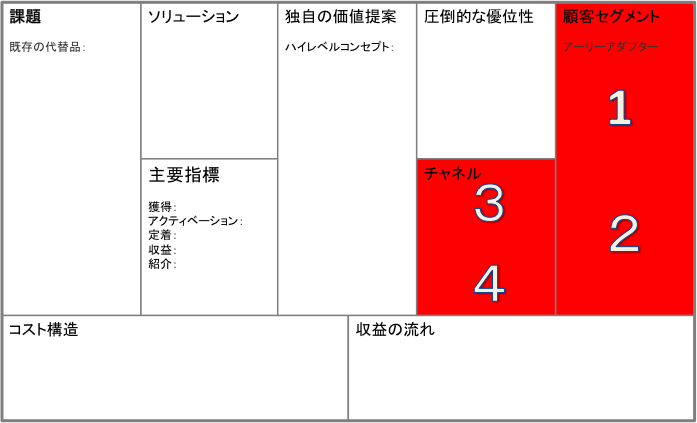 課題
既存の代替品：
ソリューション
主要指標
獲得：
アクティベーション：
定着：
収益：
紹介：
独自の価値提案
ハイレベルコンセプト：
圧倒的な優位性
チャネル
3
4
顧客セグメント
アーリーアダプター
1
2
コスト構造
収益の流れ